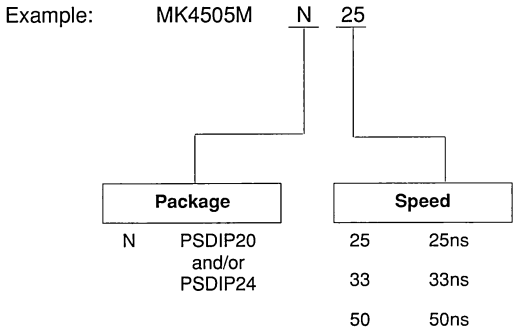 Example: MK4505M N 25
Package Speed
N PSDIP20 25 25ns
and/or
PSDIP24 33 33ns
50 50ns